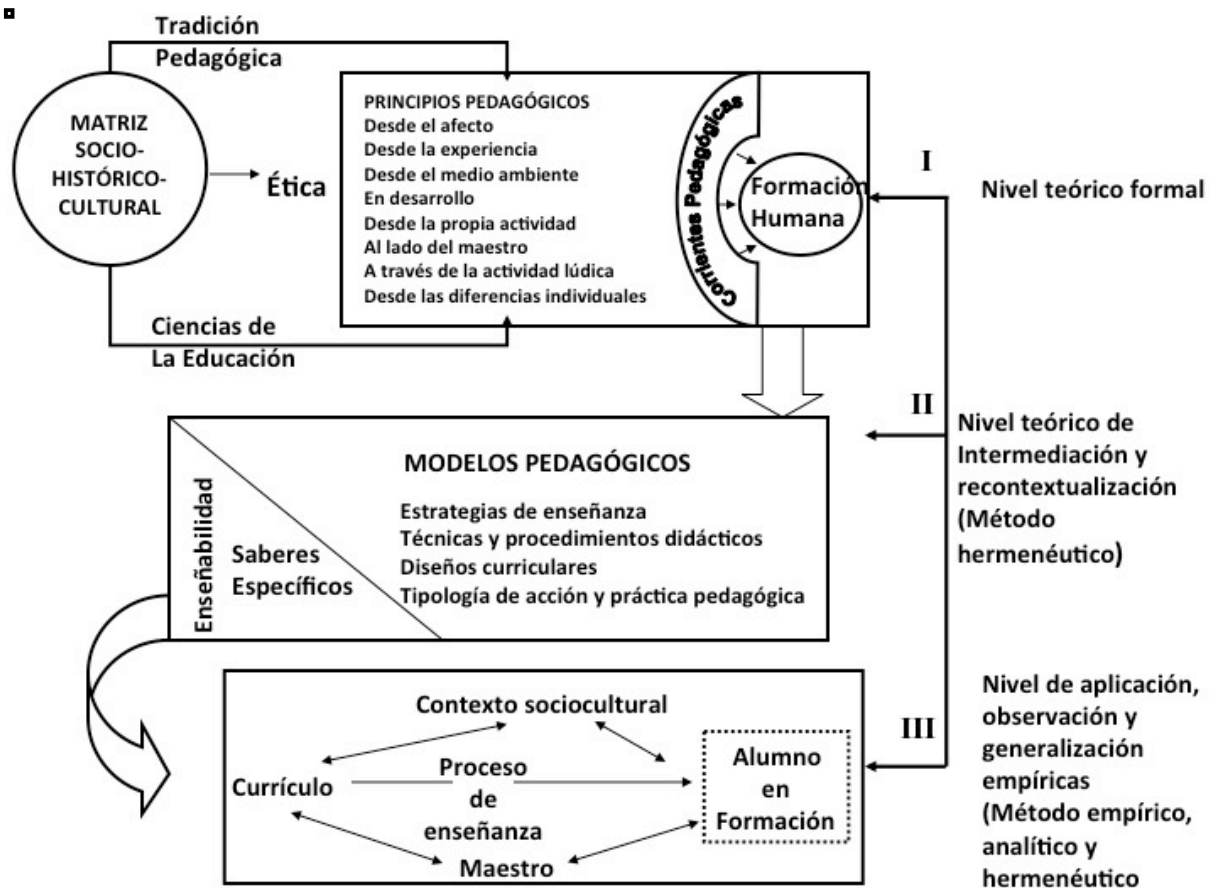 Tradición
Pedagógica
MATRIZ
SOCIO-
HISTÓRICO-
CULTURAL
Ética
PRINCIPIOS PEDAGÓGICOS
Desde el afecto
Desde la experiencia
Desde el medio ambiente
En desarrollo
Desde la propia actividad
Al lado del maestro
A través de la actividad lúdica
Desde las diferencias individuales
Corrientes Pedagógicas
Formación
Humana
I
Nivel teórico formal
Ciencias de
La Educación
II
Nivel teórico de
Intermediación y
recontextualización
(Método
hermenéutico)
Enseñabilidad
Saberes
Específicos
MODELOS PEDAGÓGICOS
Estrategias de enseñanza
Técnicas y procedimientos didácticos
Diseños curriculares
Tipología de acción y práctica pedagógica
Contexto sociocultural
Currículo
Proceso
de
enseñanza
Maestro
Alumno
en
Formación
III
Nivel de aplicación,
observación y
generalización
empíricas
(Método empírico,
analítico y
hermenéutico